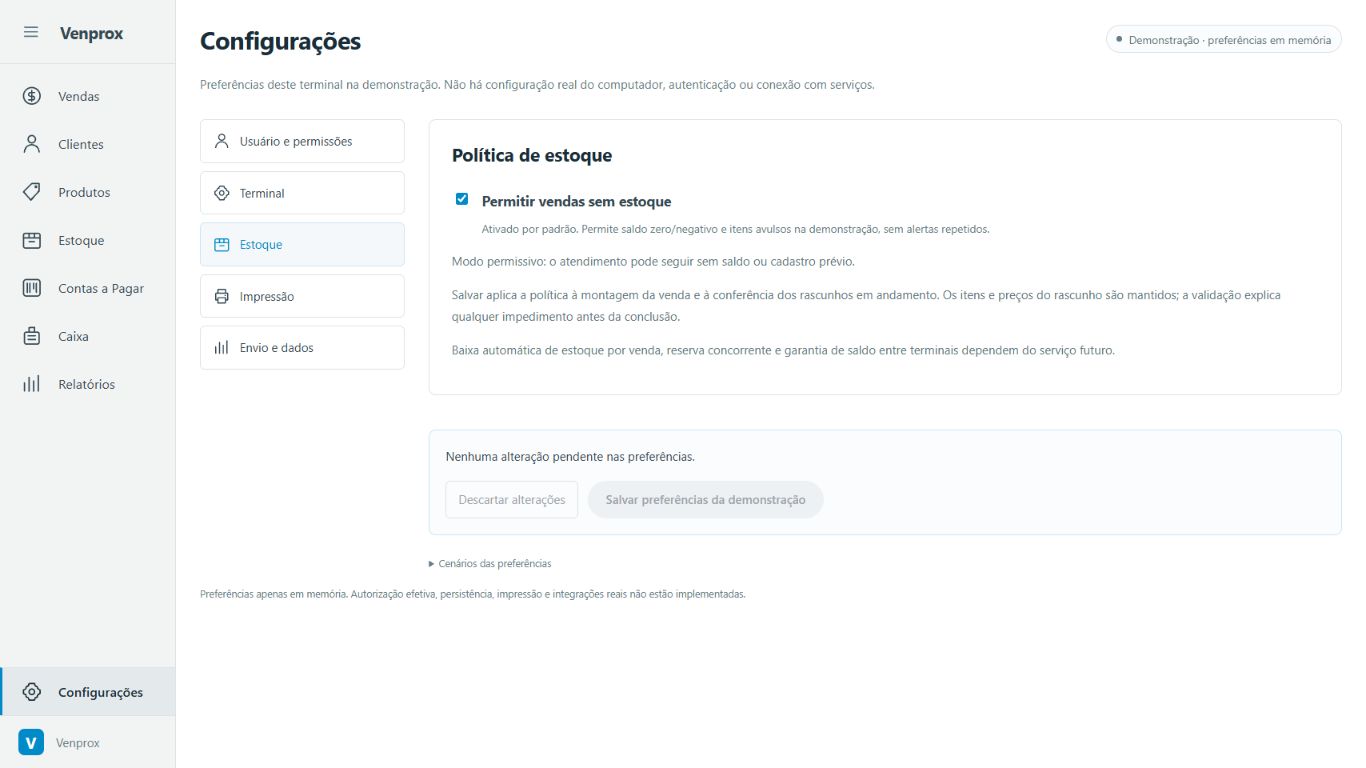 Venprox
Vendas
Clientes
Produtos
Estoque
Contas a Pagar
Caixa
Relatórios
Configurações
V Venprox
Configurações
Demonstração · preferências em memória
Preferências deste terminal na demonstração. Não há configuração real do computador, autenticação ou conexão com serviços.
Usuário e permissões
Terminal
Estoque
Impressão
Envio e dados
Política de estoque
Permitir vendas sem estoque
Ativado por padrão. Permite saldo zero/negativo e itens avulsos na demonstração, sem alertas repetidos.
Modo permissivo: o atendimento pode seguir sem saldo ou cadastro prévio.
Salvar aplica a política à montagem da venda e à conferência dos rascunhos em andamento. Os itens e preços do rascunho são mantidos; a validação explica
qualquer impedimento antes da conclusão.
Baixa automática de estoque por venda, reserva concorrente e garantia de saldo entre terminais dependem do serviço futuro.
Nenhuma alteração pendente nas preferências.
Descartar alterações
Salvar preferências da demonstração
Cenários das preferências
Preferências apenas em memória. Autorização efetiva, persistência, impressão e integrações reais não estão implementadas.